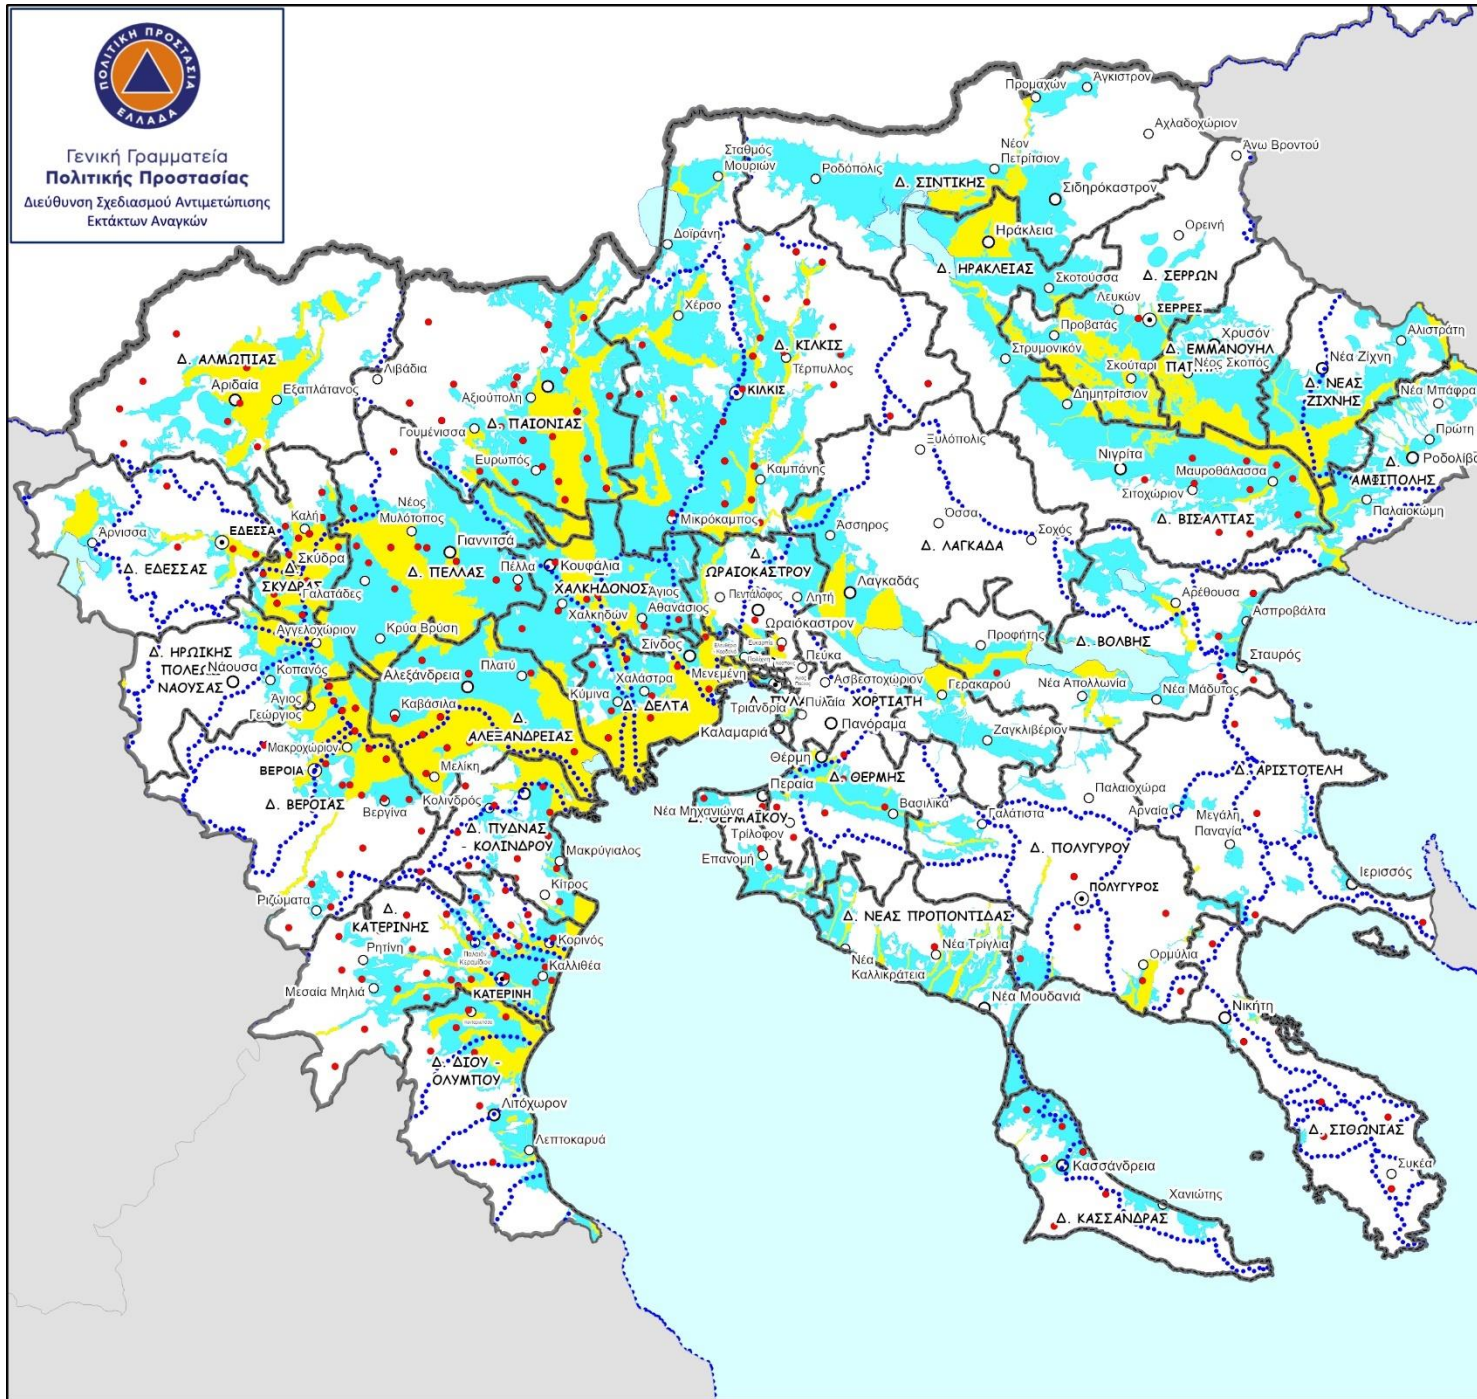 ΠΟΛΙΤΙΚΗ ΠΡΟΣΤΑΣΙΑ
ΕΛΛΑΔΑ
Γενική Γραμματεία
Πολιτικής Προστασίας
Διεύθυνση Σχεδιασμού Αντιμετώπισης
Εκτάκτων Αναγκών
Προμαχών
Άγκιστρον
Αχλαδοχώριον
Άνω Βροντού
Νέον
Πετρίτσιον
Σταθμός
Μουριών
Ροδόπολις
Δ. ΣΙΝΤΙΚΗΣ
Σιδηρόκαστρον
Ορεινή
Ηράκλεια
Δοϊράνη
Δ. ΗΡΑΚΛΕΙΑΣ
Δ. ΣΕΡΡΩΝ
Σκοτούσσα
Λευκών
ΣΕΡΡΕΣ
Χέρσο
Προβατάς
Χρυσόν
Αλιστράτη
Δ. ΚΙΛΚΙΣ
Τέρπυλλος
Στρυμονικόν
Δ. ΕΜΜΑΝΟΥΗΛ
Νέος Σκοπός
Νέα Ζίχνη
Δ. ΝΕΑΣ
ΖΙΧΝΗΣ
Δ. ΑΛΜΩΠΙΑΣ
Αριδαία
Εξαπλάτανος
Λιβάδια
Αξιούπολη
ΚΙΛΚΙΣ
Σκούταρι
Δημητρίτσιον
Νέα Μπάφρα
Πρώτη
Δ. ΠΑΙΟΝΙΑΣ
Γουμένισσα
Ευρωπός
Ξυλόπολις
Νιγρίτα
Μαυροθάλασσα
Σιτοχώριον
Δ.
ΑΜΦΙΠΟΛΗΣ
Παλαιοκώμη
Δ. ΒΙΣΑΛΤΙΑΣ
Καμπάνης
Μικρόκαμπος
Άσσηρος
Όσσα
Σοχός
Δ. ΛΑΓΚΑΔΑ
Νέος
Μυλότοπος
Γιαννιτσά
Καλή
ΕΔΕΣΣΑ
Άρνισσα
Δ. ΕΔΕΣΣΑΣ
Σκύδρα
Δ.
ΣΚΥΔΡΑΣ
Γαλατάδες
Δ. ΠΕΛΛΑΣ
Πέλλα
Κουφάλια
ΧΑΛΚΗΔΟΝΟΣ
Χαλκηδών
Άγιος
Αθανάσιος
Δ.
ΩΡΑΙΟΚΑΣΤΡΟΥ
Πεντάλοφος
Λητή
Λαγκαδάς
Ωραιόκαστρον
Αρέθουσα
Ασπροβάλτα
Αγγελοχώριον
Κρύα Βρύση
Σίνδος
Μενεμένη
Πεύκα
Ασβεστοχώριον
Προφήτης
Δ. ΒΟΛΒΗΣ
Σταυρός
Δ. ΗΡΩΙΚΗΣ
Νάουσα
ΝΑΟΥΣΑΣ
Κοπανός
Άγιος
Γεώργιος
Αλεξάνδρεια
Πλατύ
Καβάσιλα
Δ.
ΑΛΕΞΑΝΔΡΕΙΑΣ
Κύμινα
Χαλάστρα
Δ. ΔΕΛΤΑ
Τριανδρία
Πυλαία
ΧΟΡΤΙΑΤΗ
Πανόραμα
Καλαμαριά
Γερακαρού
Νέα Απολλωνία
Νέα Μάδυτος
Ζαγκλιβέριον
Μακροχώριον
ΒΕΡΟΙΑ
Μελίκη
Δ. ΒΕΡΟΙΑΣ
Βεργίνα
Κολινδρός
Δ. ΠΥΔΝΑΣ
- ΚΟΛΙΝΔΡΟΥ
Μακρύγιαλος
Κίτρος
Θέρμη
Δ. ΘΕΡΜΗΣ
Περαία
Νέα Μηχανιώνα
Δ. ΘΕΡΜΑΪΚΟΥ
Τρίλοφον
Επανομή
Βασιλικά
Γαλάτιστα
Παλαιοχώρα
Αρναία
Δ. ΑΡΙΣΤΟΤΕΛΗ
Μεγάλη
Παναγία
Δ. ΠΟΛΥΓΥΡΟΥ
ΠΟΛΥΓΥΡΟΣ
Ιερισσός
Ριζώματα
Δ.
ΚΑΤΕΡΙΝΗΣ
Ρητίνη
Μεσαία Μηλιά
Παλαιόν
Κεραμίδιον
Κορινός
Καλλιθέα
ΚΑΤΕΡΙΝΗ
Δ. ΝΕΑΣ ΠΡΟΠΟΝΤΙΔΑΣ
Νέα Τρίγλια
Νέα
Καλλικράτεια
Νέα Μουδανιά
Ορμύλια
Νικήτη
Δ. ΔΙΟΥ -
ΟΛΥΜΠΟΥ
Λιτόχωρον
Λεπτοκαρυά
Δ. ΣΙΘΩΝΙΑΣ
Συκέα
Κασσάνδρεια
Χανιώτης
Δ. ΚΑΣΣΑΝΔΡΑΣ